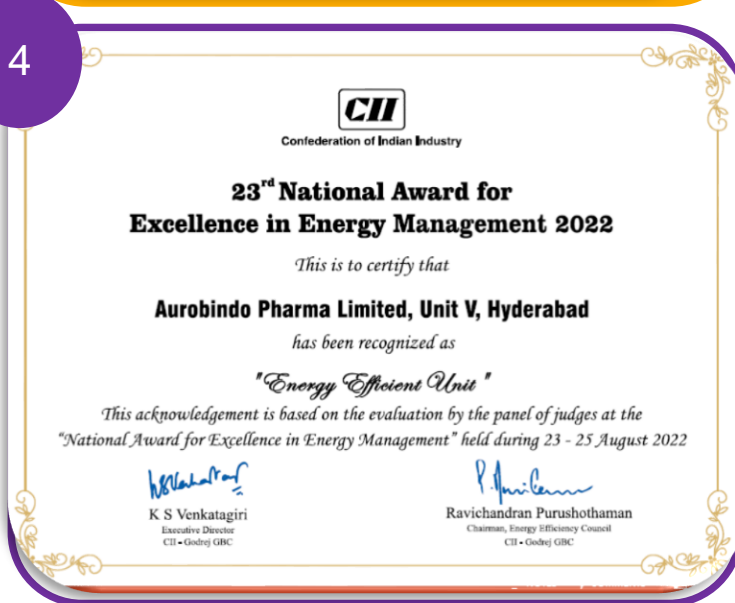 4
CII
Confederation of Indian Industry
23rd National Award for
Excellence in Energy Management 2022
This is to certify that
Aurobindo Pharma Limited, Unit V, Hyderabad
has been recognized as
"Energy Efficient Unit "
This acknowledgement is based on the evaluation by the panel of judges at the
“National Award for Excellence in Energy Management” held during 23 - 25 August 2022
K S Venkatagiri
Executive Director
CII - Godrej GBC
Ravichandran Purushothaman
Chairman, Energy Efficiency Council
CII - Godrej GBC